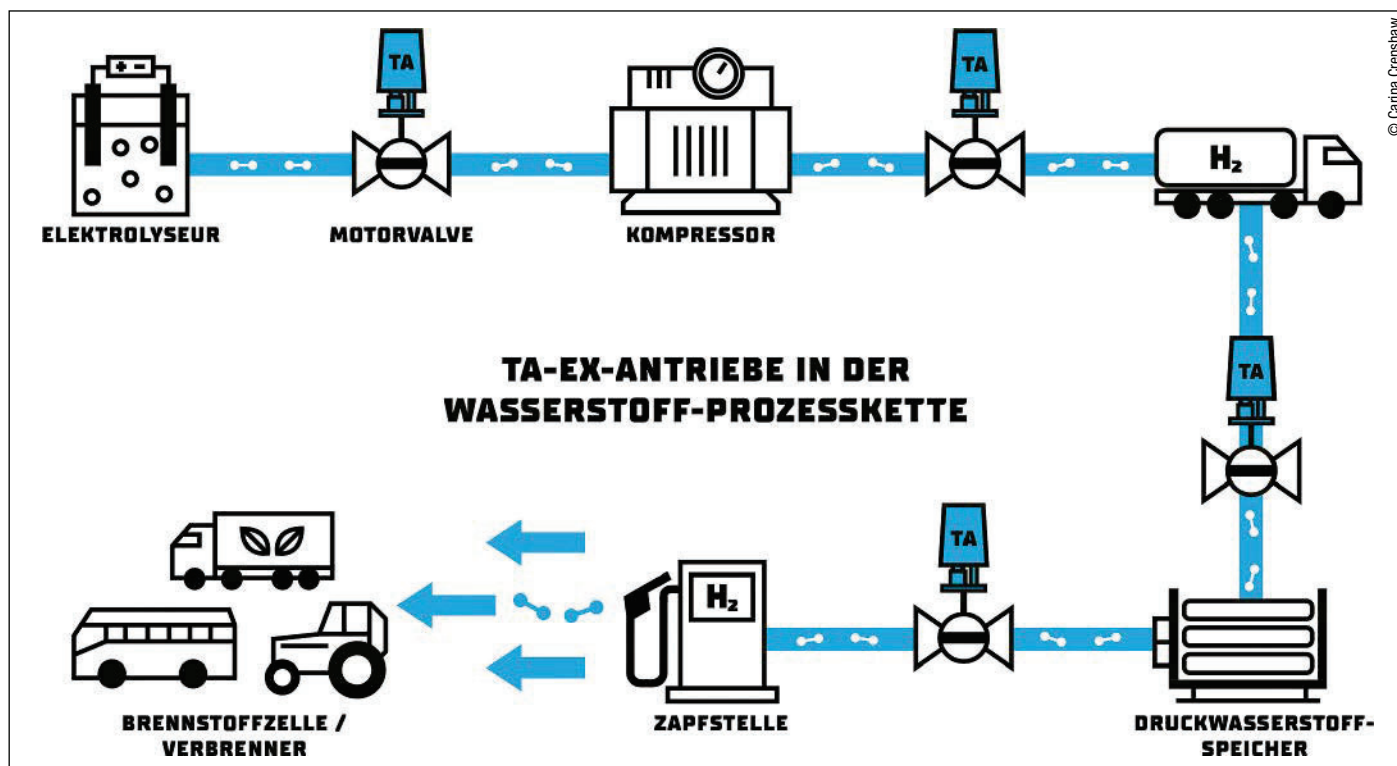 © Carina Crenshaw
+ -
TA
TA
H₂
ELEKTROLYSEUR
MOTORVALVE
KOMPRESSOR
TA
TA-EX-ANTRIEBE IN DER
WASSERSTOFF-PROZESSKETTE
TA
H₂
BRENNSTOFFZELLE /
VERBRENNER
ZAPFSTELLE
DRUCKWASSERSTOFF-
SPEICHER